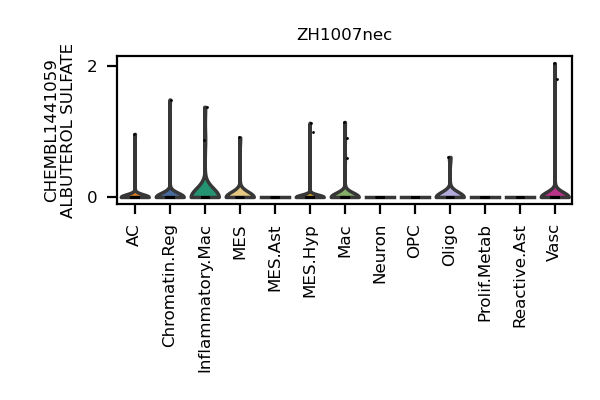 ZH1007nec
CHEMBL1441059
ALBUTEROL SULFATE
2
0
AC
Chromatin.Reg
Inflammatory.Mac
MES
MES.Ast
MES.Hyp
Mac
Neuron
OPC
Oligo
Prolif.Metab
Reactive.Ast
Vasc